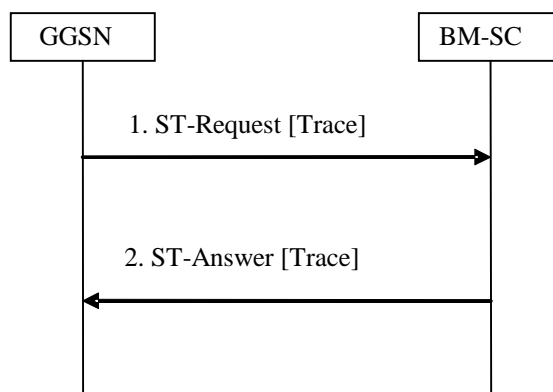 GGSN
BM-SC
1. ST-Request [Trace]
2. ST-Answer [Trace]